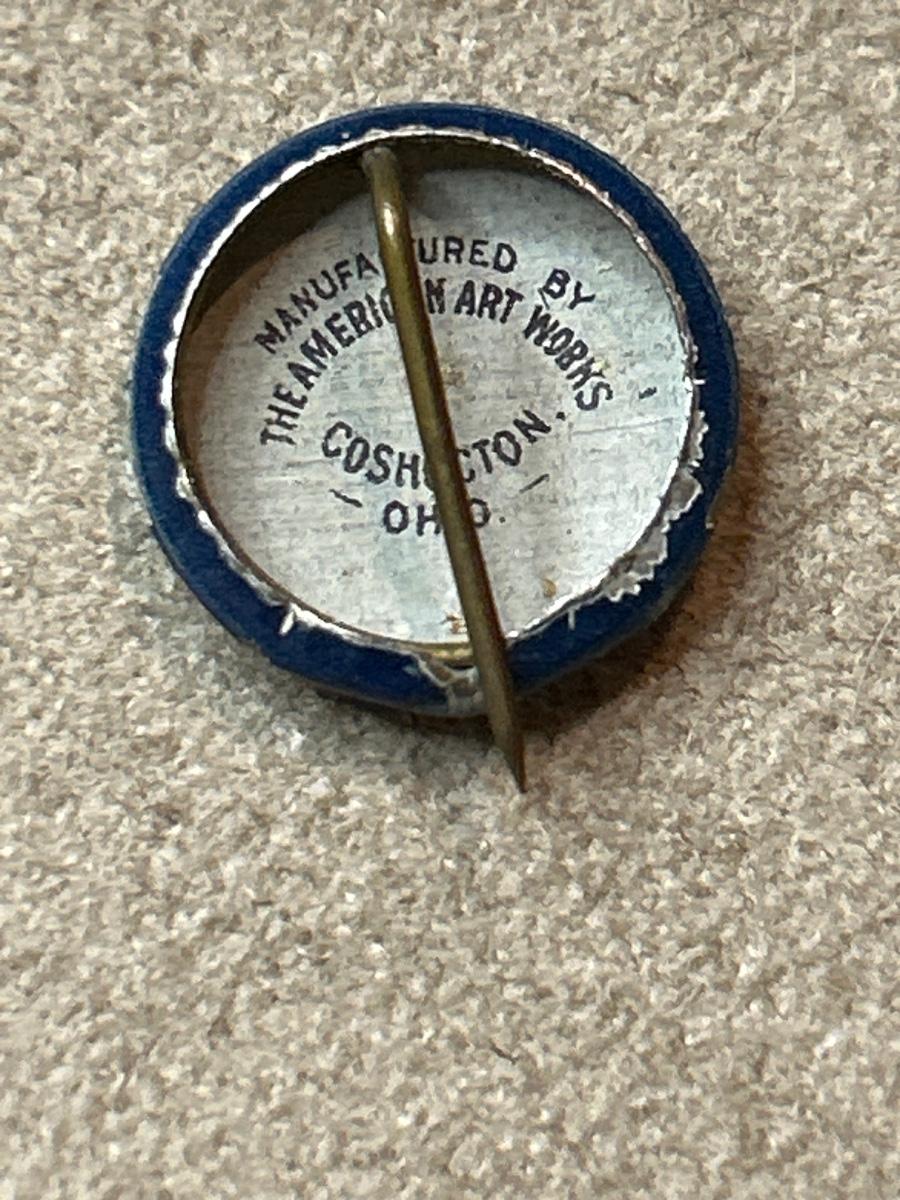 MANUFACTURED BY
THE AMERICAN ART WORKS
COSHOCTON.
OHIO.